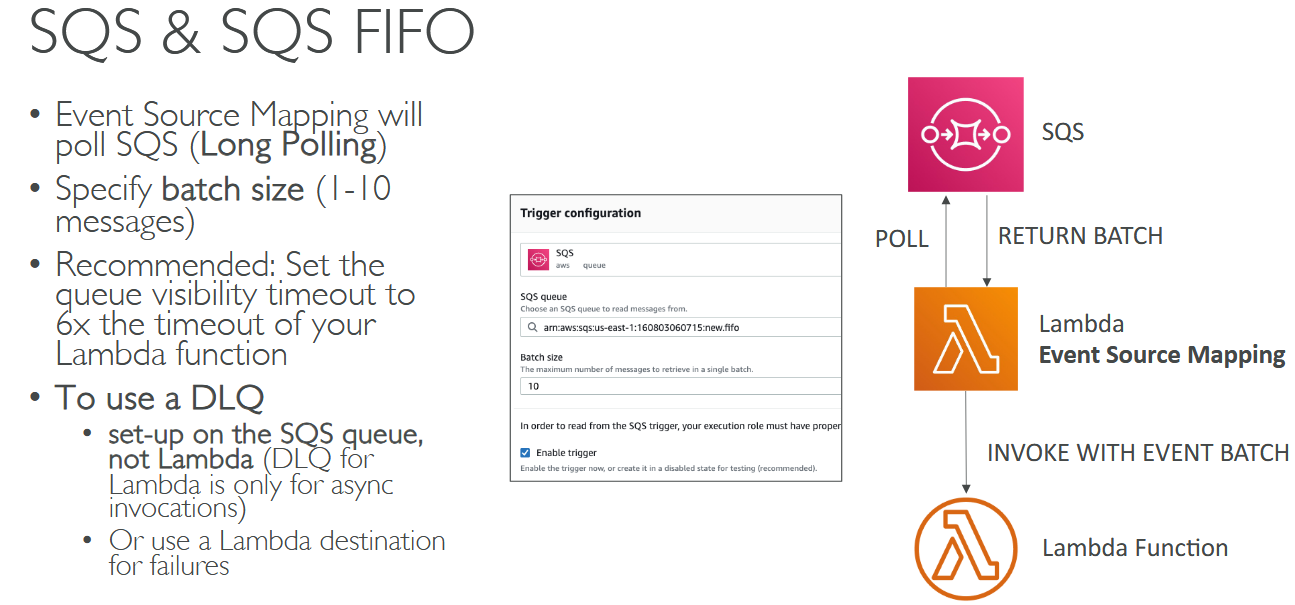 SQS & SQS FIFO
• Event Source Mapping will
poll SQS (Long Polling)
• Specify batch size (1-10
messages)
• Recommended: Set the
queue visibility timeout to
6x the timeout of your
Lambda function
• To use a DLQ
• set-up on the SQS queue,
not Lambda (DLQ for
Lambda is only for async
invocations)
• Or use a Lambda destination
for failures
Trigger configuration
SQS
aws queue
SQS queue
Choose an SQS queue to read messages from.
arn:aws:sqs:us-east-1:160803060715:new.fifo
Batch size
The maximum number of messages to retrieve in a single batch.
10
In order to read from the SQS trigger, your execution role must have proper
Enable trigger
Enable the trigger now, or create it in a disabled state for testing (recommended).
SQS
POLL
RETURN BATCH
Lambda
Event Source Mapping
INVOKE WITH EVENT BATCH
Lambda Function